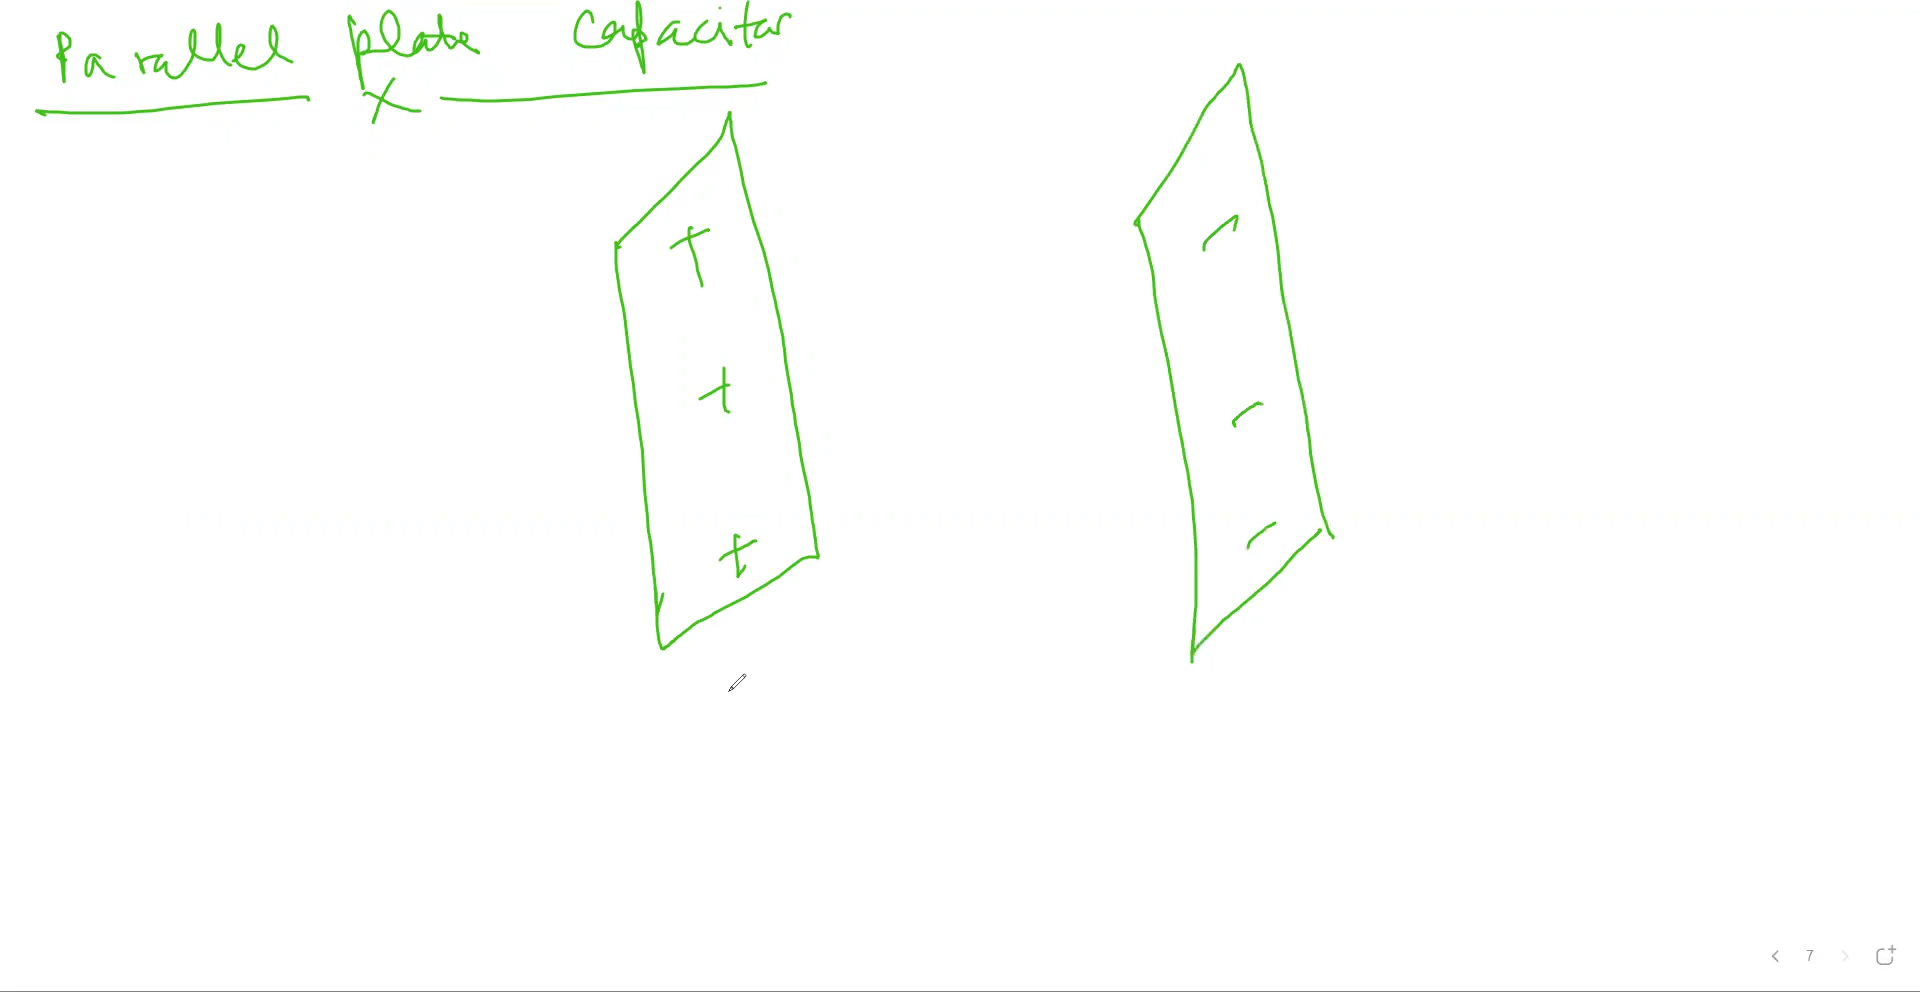 Parallel plate Capacitor
X
+ -
+ -
+ -
7